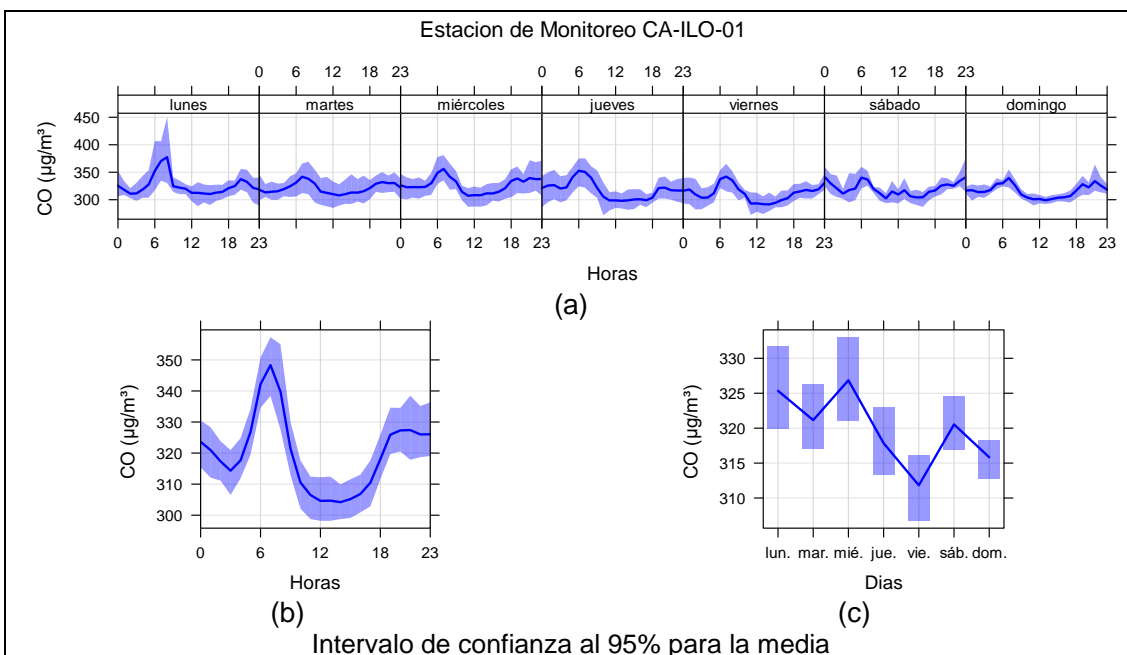 Estacion de Monitoreo CA-ILO-01
0 6 12 18 23 0 6 12 18 23 0 6 12 18 23
lunes martes miércoles jueves viernes sábado domingo
CO (µg/m³)
450
400
350
300
0 6 12 18 23 0 6 12 18 23 0 6 12 18 23 0 6 12 18 23
Horas
(a)
CO (µg/m³)
350
340
330
320
310
300
0 6 12 18 23
Horas
(b)
CO (µg/m³)
330
325
320
315
310
lun. mar. mié. jue. vie. sáb. dom.
Dias
(c)
Intervalo de confianza al 95% para la media